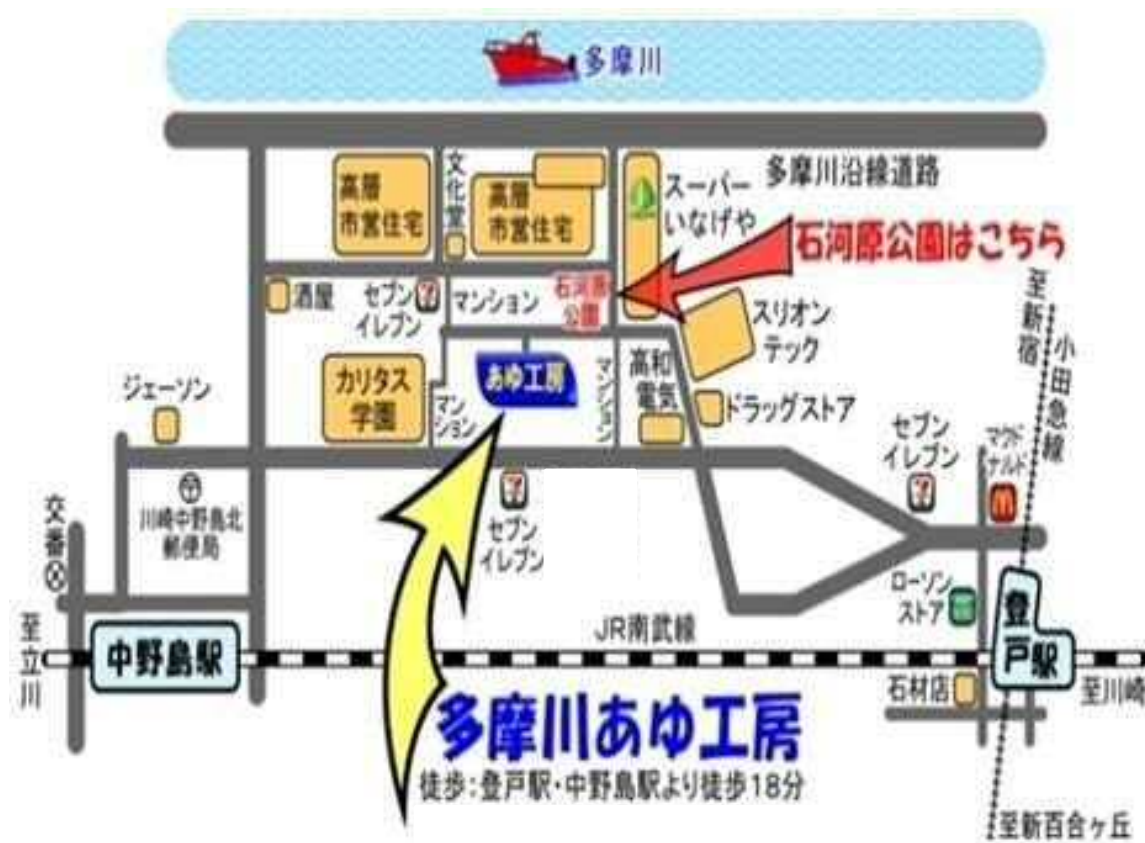 多摩川
多摩川沿線道路
高層
市営住宅
文化堂
高層
市営住宅
スーパー
いなげや
石河原公園はこちら
酒屋
セブン
イレブン
マンション
石河原
公園
スリオン
テック
至新宿
小田急線
ジェーソン
カリタス
学園
マンション
あゆ工房
マンション
高和
電気
ドラッグストア
セブン
イレブン
マクド
ナルド
交番
川崎中野島北
郵便局
セブン
イレブン
ローソン
ストア
登戸駅
至立川
中野島駅
JR南武線
石材店
至川崎
多摩川あゆ工房
徒歩:登戸駅・中野島駅より徒歩18分
至新百合ヶ丘